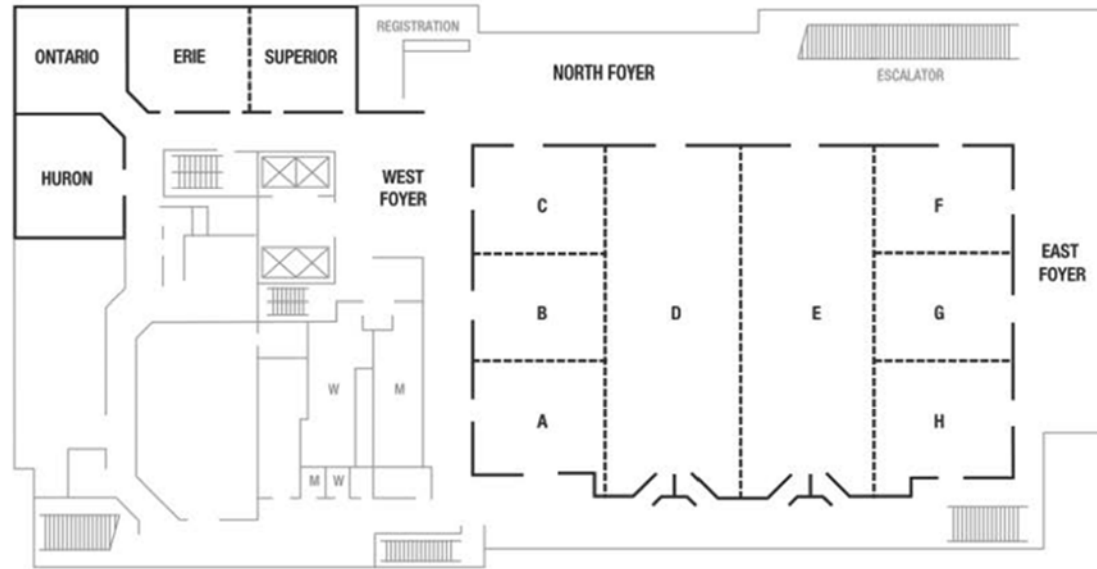 REGISTRATION
ONTARIO
ERIE
SUPERIOR
NORTH FOYER
ESCALATOR
HURON
WEST
FOYER
C
F
EAST
FOYER
B
D
E
G
W
M
A
H
M
W